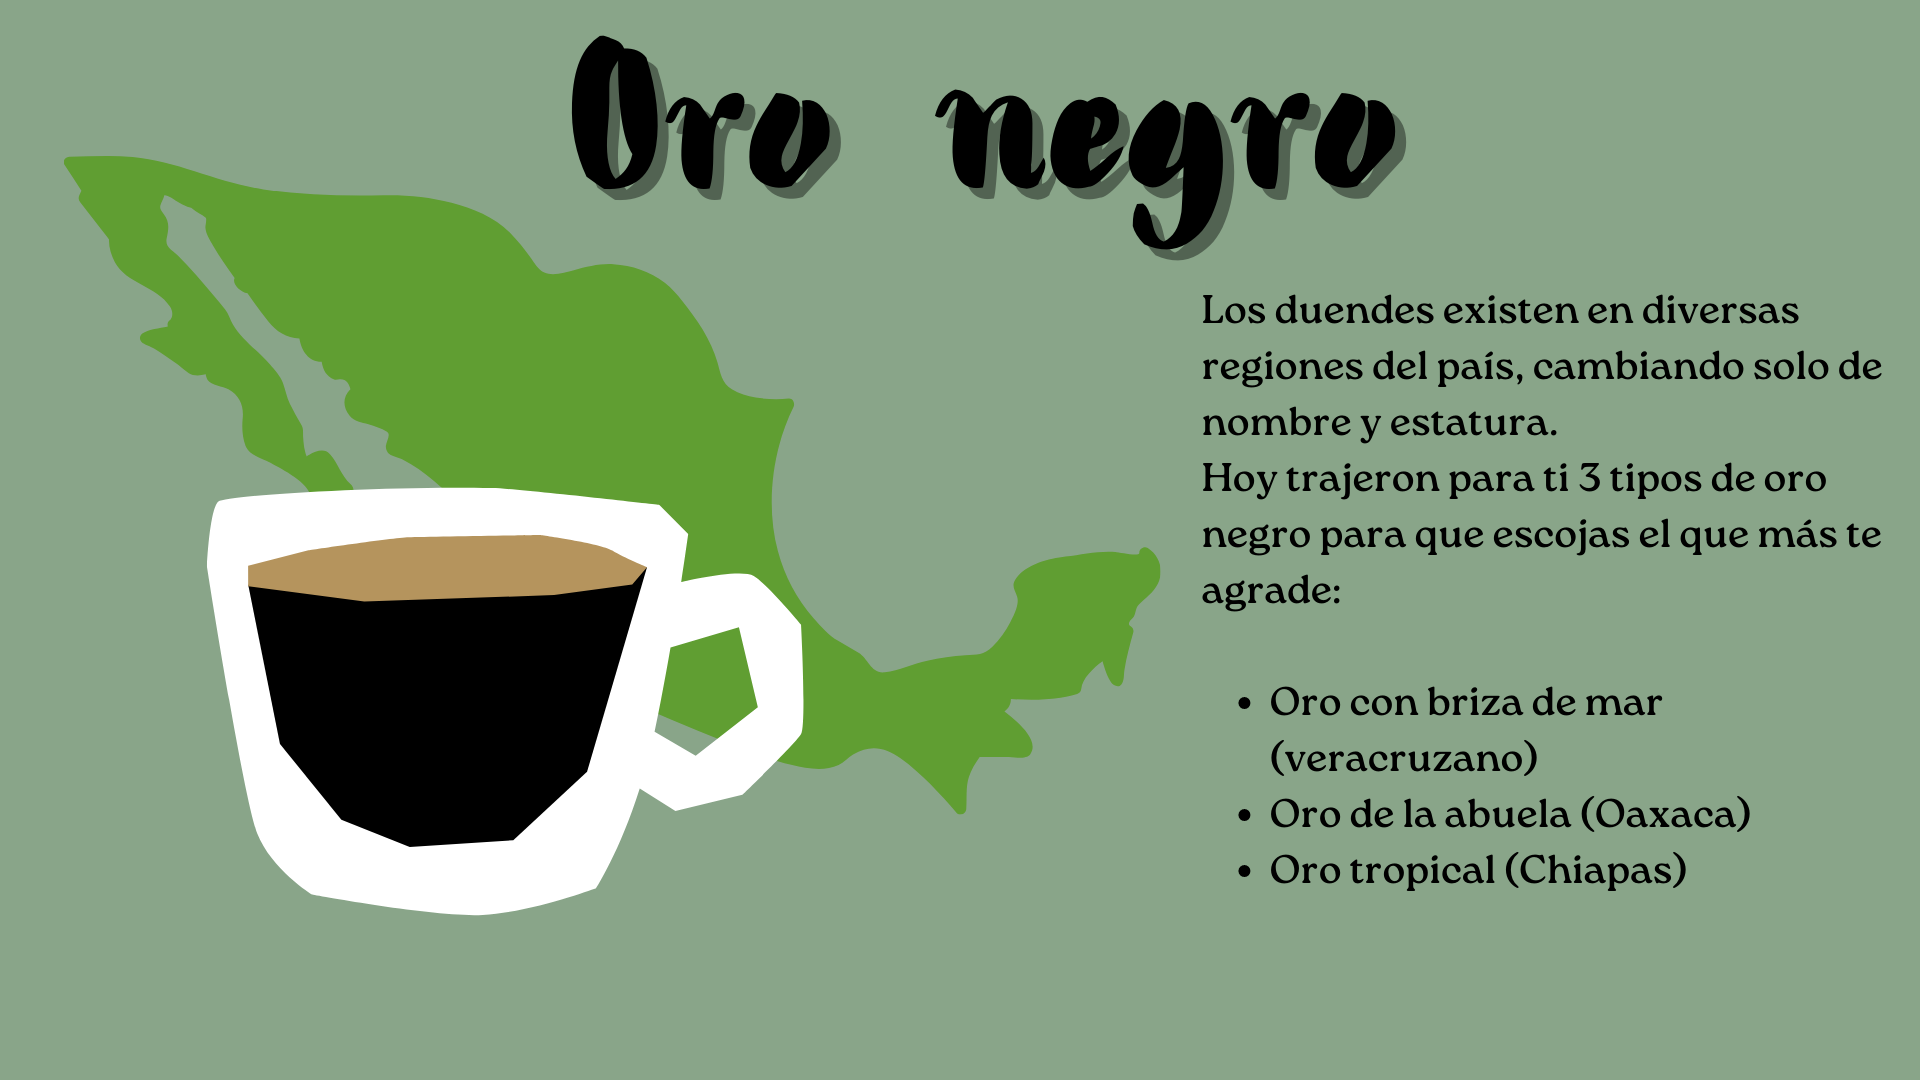 Oro negro
Los duendes existen en diversas
regiones del país, cambiando solo de
nombre y estatura.
Hoy trajeron para ti 3 tipos de oro
negro para que escojas el que más te
agrade:
• Oro con briza de mar
(veracruzano)
• Oro de la abuela (Oaxaca)
• Oro tropical (Chiapas)